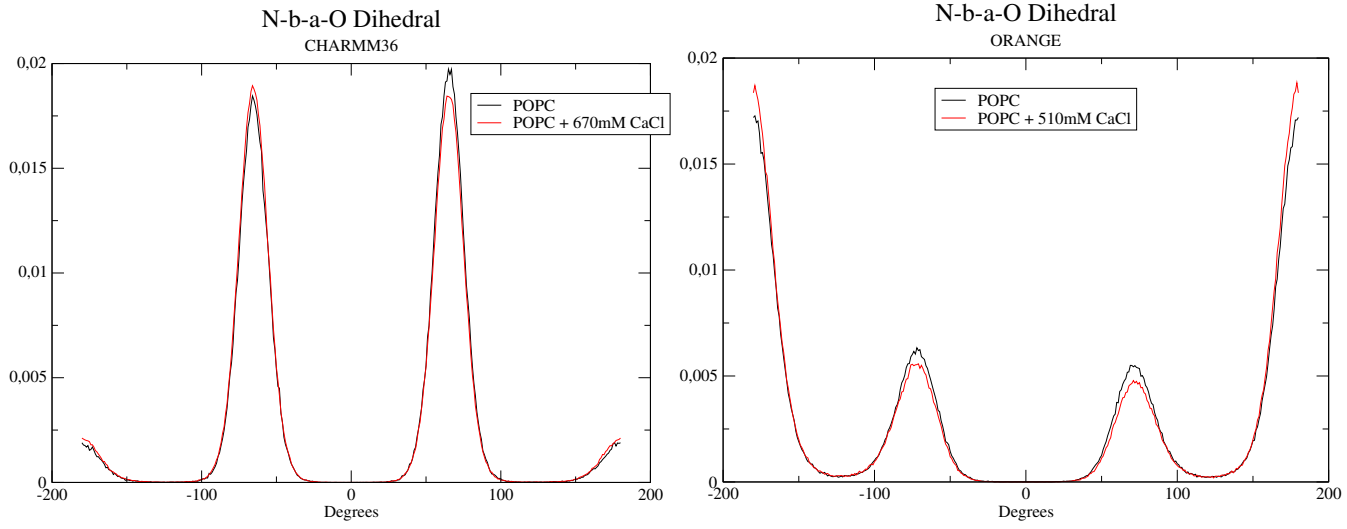 N-b-a-O Dihedral
CHARMM36
0,02
0,015
0,01
0,005
0
-200
-100
0
100
200
Degrees
POPC
POPC + 670mM CaCl
N-b-a-O Dihedral
ORANGE
0,02
0,015
0,01
0,005
0
-200
-100
0
100
200
Degrees
POPC
POPC + 510mM CaCl